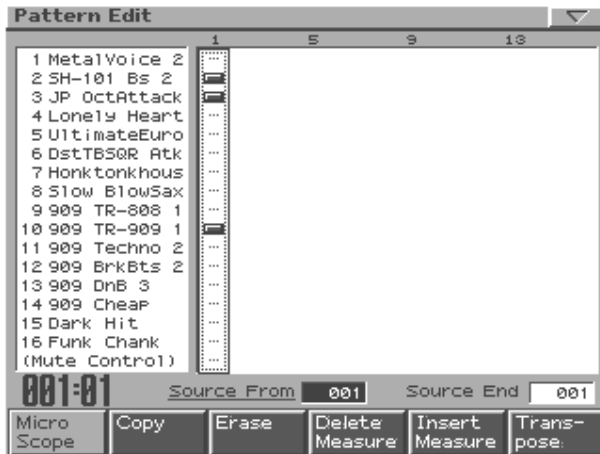 Pattern Edit
1 5 9 13
1 MetalVoice 2
2 SH-101 Bs 2
3 JP OctAttack
4 Lonely Heart
5 UltimateEuro
6 DstTBSQR Atk
7 Honktonkhous
8 Slow BlowSax
9 909 TR-808 1
10 909 TR-909 1
11 909 Techno 2
12 909 BrkBts 2
13 909 DnB 3
14 909 Cheap
15 Dark Hit
16 Funk Chank
(Mute Control)
001:01 Source From 001 Source End 001
Micro Copy Erase Delete Insert Trans-
Scope Measure Measure pose: